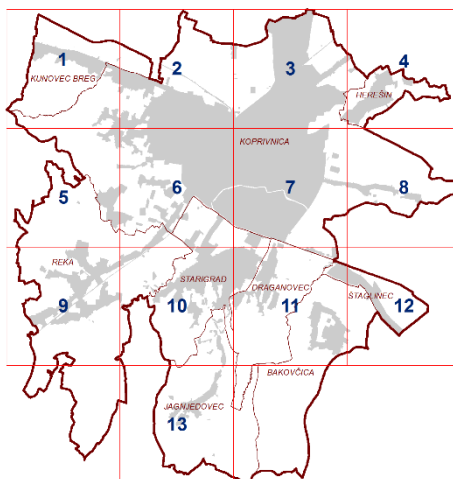 1
2
3
4
KUNOVEC BREG
HEREŠIN
KOPRIVNICA
5
6
7
8
REKA
STARIGRAD
DRAGANOVEC
ŠTAGLINEC
9
10
11
12
BAKOVČICA
JAGNJEDOVEC
13